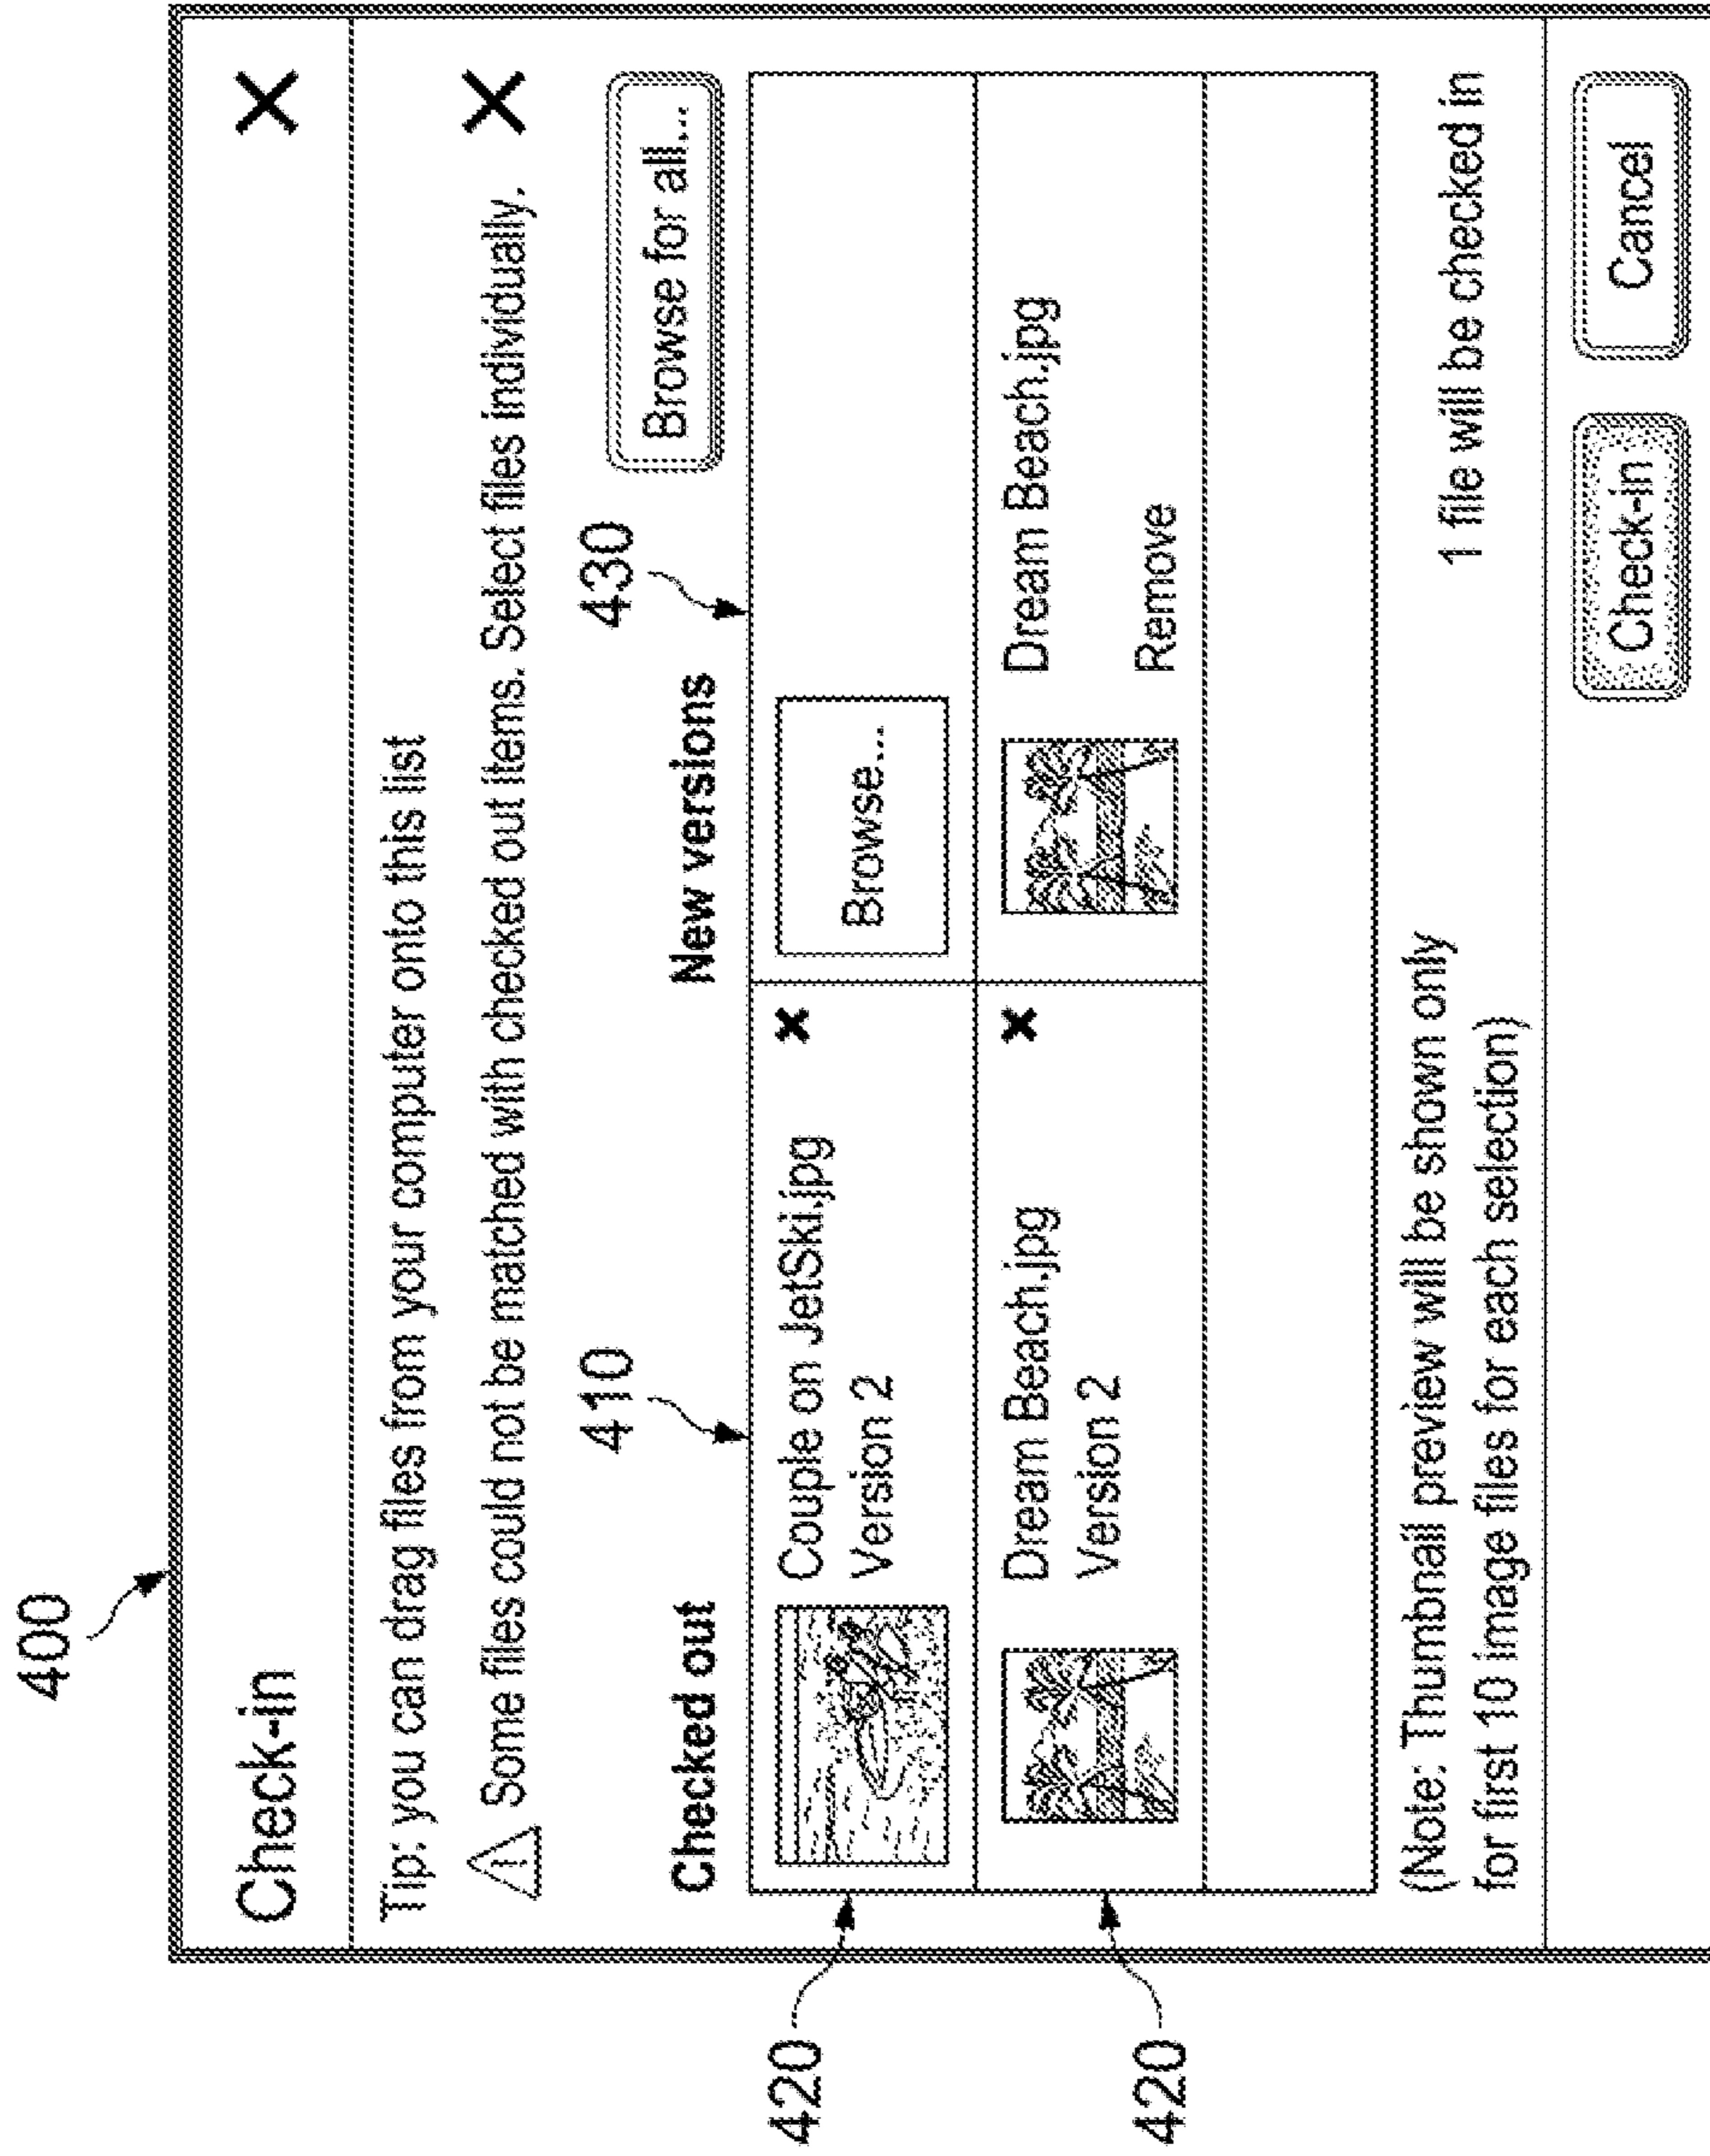 400
Check-in
Tip: you can drag files from your computer onto this list
Some files could not be matched with checked out items. Select files individually.
410
430
Browse for all...
Checked out
New versions
420
Couple on JetSki.jpg
Version 2
Browse...
420
Dream Beach.jpg
Version 2
Dream Beach.jpg
Remove
(Note: Thumbnail preview will be shown only
for first 10 image files for each selection)
1 file will be checked in
Check-in
Cancel